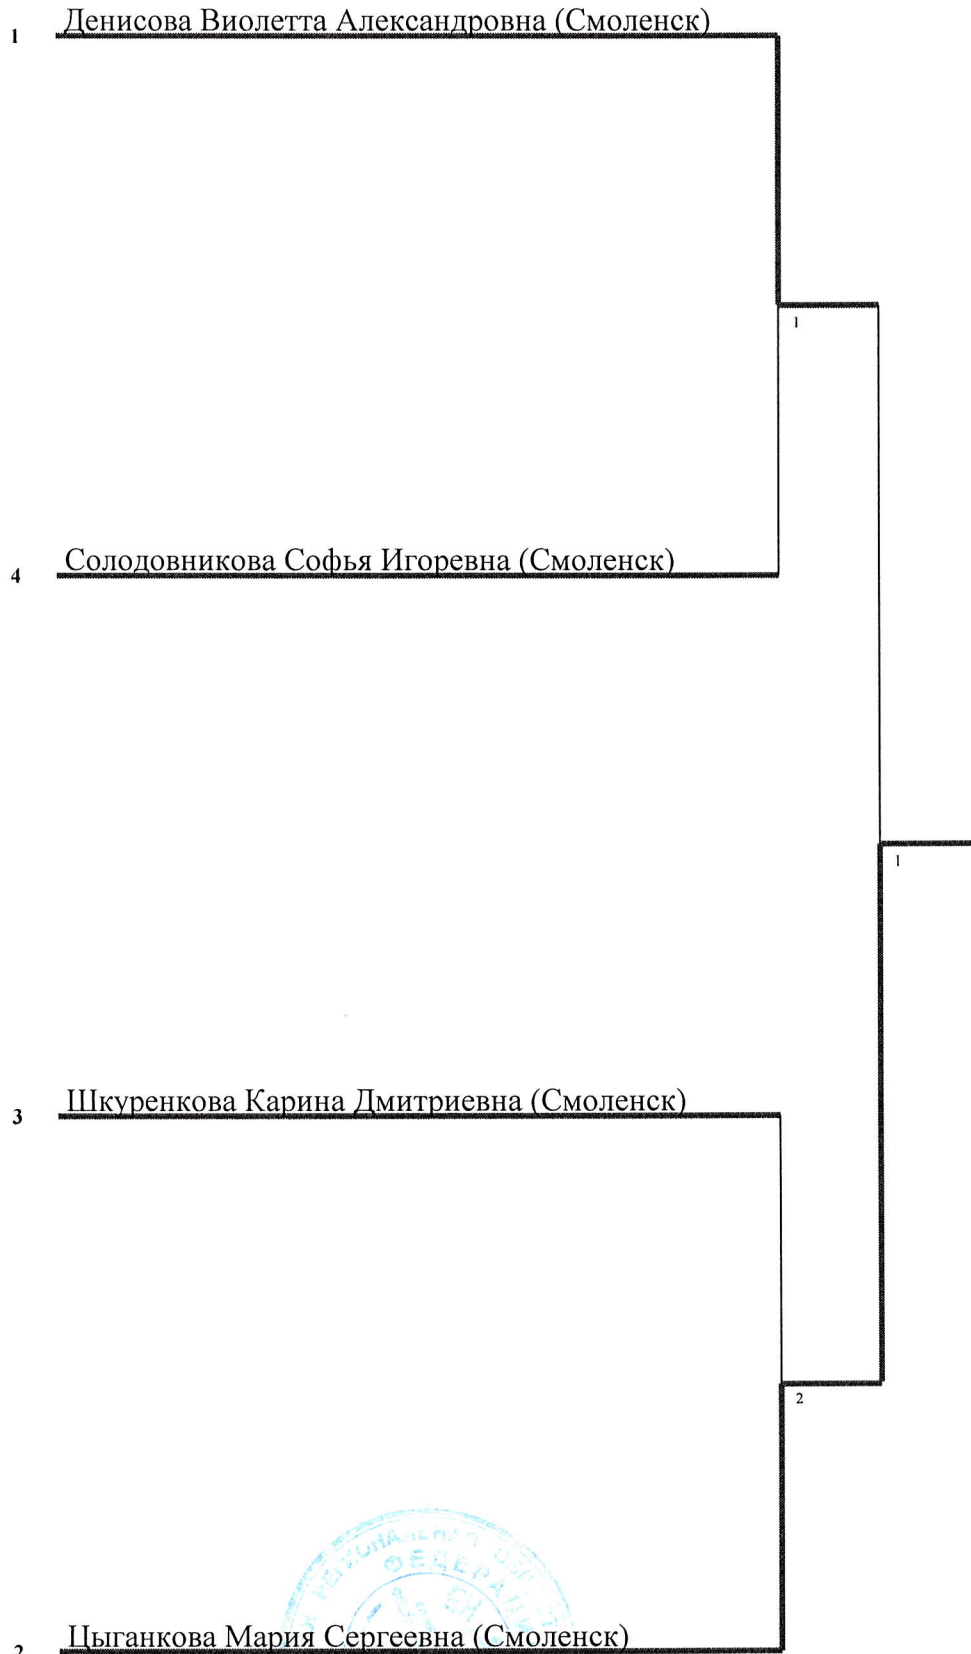 1 Денисова Виолетта Александровна (Смоленск)
1
4 Солодовникова Софья Игоревна (Смоленск)
1
3 Шкуренкова Карина Дмитриевна (Смоленск)
2
РЕГИОНАЛЬНАЯ
2 Цыганкова Мария Сергеевна (Смоленск)